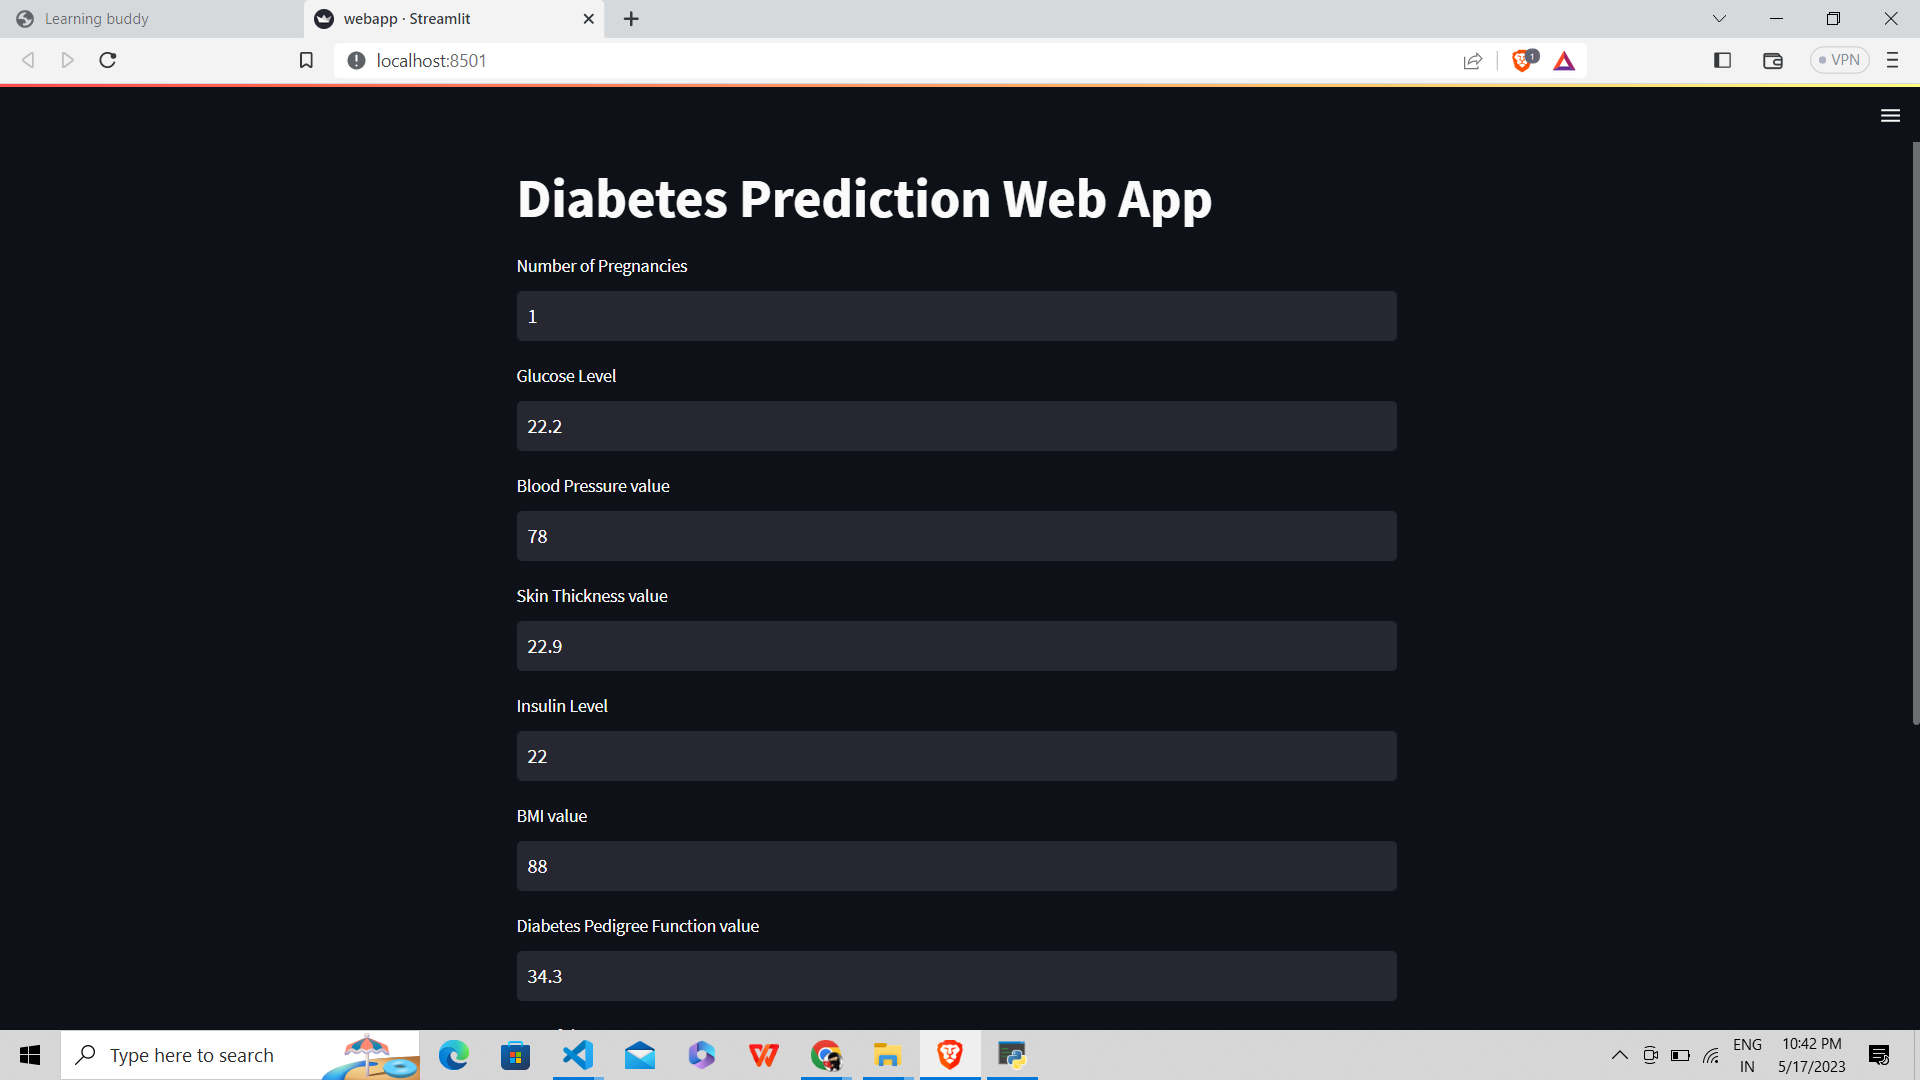 Learning buddy
webapp · Streamlit
localhost:8501
1
VPN
Diabetes Prediction Web App
Number of Pregnancies
1
Glucose Level
22.2
Blood Pressure value
78
Skin Thickness value
22.9
Insulin Level
22
BMI value
88
Diabetes Pedigree Function value
34.3
Type here to search
ENG
IN
10:42 PM
5/17/2023